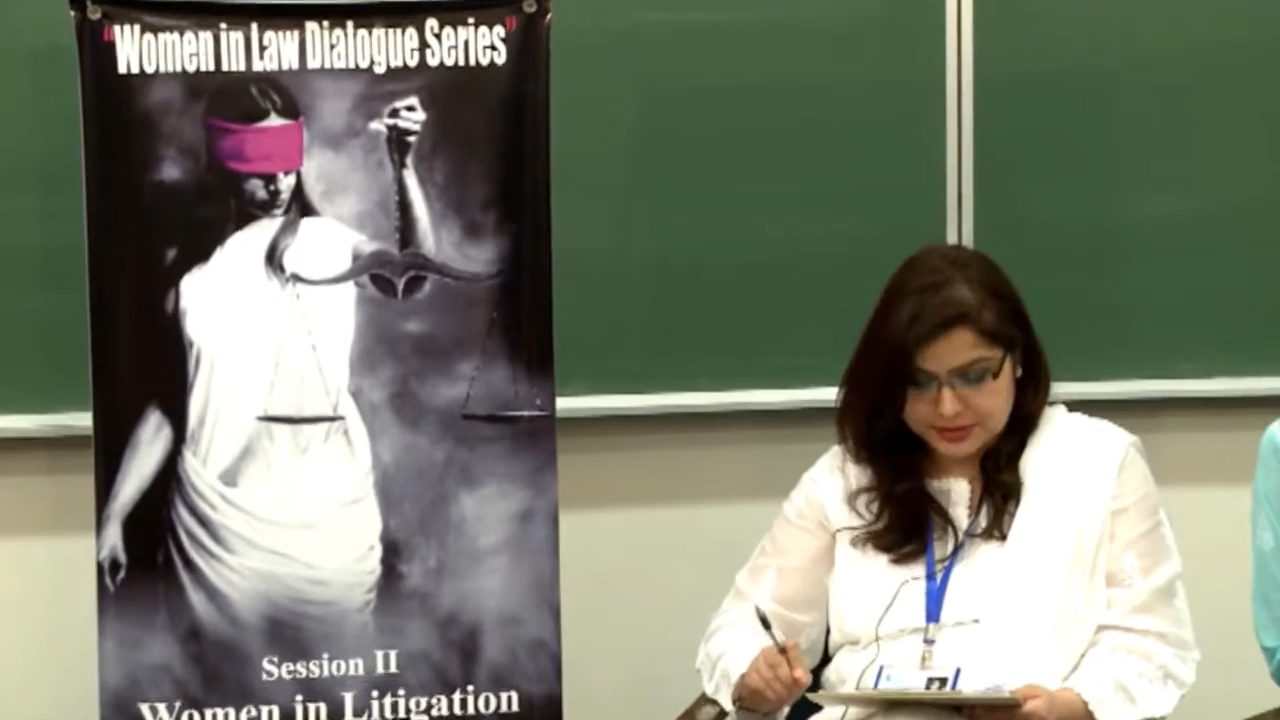 "Women in Law Dialogue Series"
Session II
Women in Litigation